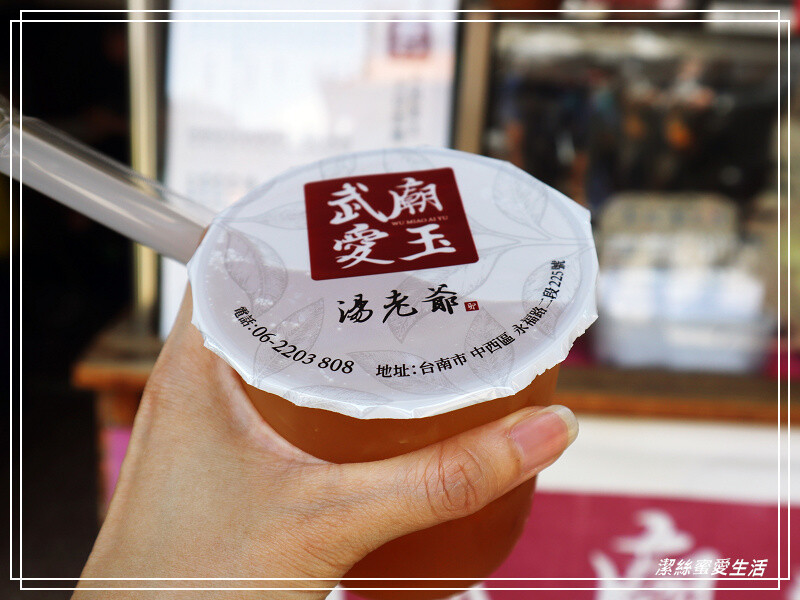 武廟
愛玉
WU MIAO AI YU
湯老爺
電話:06-2203 808
地址:台南市 中西區 永福路二段225號
廟
潔絲蜜愛生活